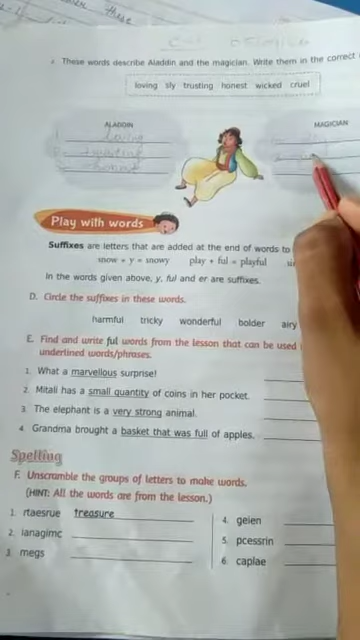 These words describe Aladdin and the magician. Write them in the correct
loving sly trusting honest wicked cruel
ALADDIN
MAGICIAN
1. loving
2. trusting
3. honest
Play with words
Suffixes are letters that are added at the end of words to
snow + y = snowy play + ful = playful
In the words given above, y, ful and er are suffixes.
D. Circle the suffixes in these words.
harmful tricky wonderful bolder airy
E. Find and write ful words from the lesson that can be used
underlined words/phrases.
1. What a marvellous surprise!
2. Mitali has a small quantity of coins in her pocket.
3. The elephant is a very strong animal.
4. Grandma brought a basket that was full of apples.
Spelling
F. Unscramble the groups of letters to make words.
(HINT: All the words are from the lesson.)
1. rtaesrue treasure
2. ianagimc
3. megs
4. geien
5. pcessrin
6. caplae